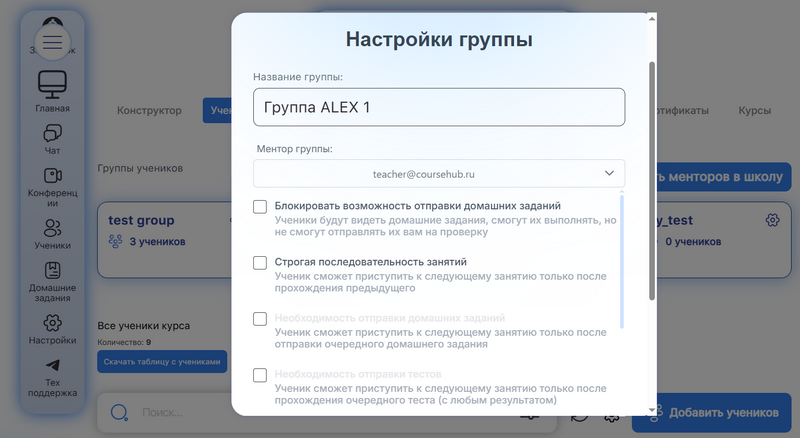 Настройки группы
Название группы:
Группа ALEX 1
Ментор группы:
teacher@coursehub.ru
Блокировать возможность отправки домашних заданий
Ученики будут видеть домашние задания, смогут их выполнять, но
не смогут отправлять их вам на проверку
Строгая последовательность занятий
Ученик сможет приступить к следующему занятию только после
прохождения предыдущего
Необходимость отправки домашних заданий
Ученик сможет приступить к следующему занятию только после
отправки очередного домашнего задания
Необходимость отправки тестов
Ученик сможет приступить к следующему занятию только после
прохождения очередного теста (с любым результатом)
Главная
Чат
Конференц
ии
Ученики
Домашние
задания
Настройки
Тех
поддержка
Конструктор
Курсы
Группы учеников
ь менторов в школу
test group
3 учеников
y_test
0 учеников
Все ученики курса
Количество: 9
Скачать таблицу с учениками
Поиск...
Добавить учеников